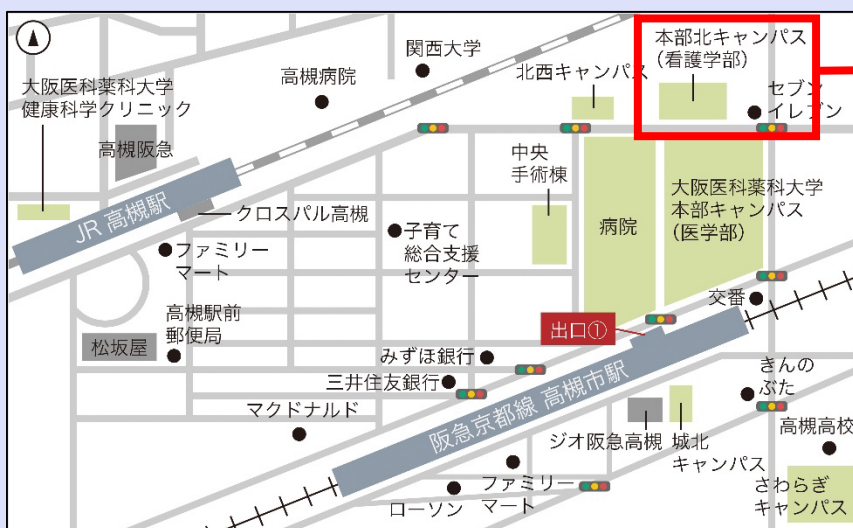 関西大学
本部北キャンパス
（看護学部）
北西キャンパス
高槻病院
大阪医科薬科大学
健康科学クリニック
セブン
イレブン
高槻阪急
中央
手術棟
大阪医科薬科大学
本部キャンパス
（医学部）
病院
JR 高槻駅
クロスパル高槻
子育て
総合支援
センター
ファミリー
マート
交番
高槻駅前
郵便局
出口①
松坂屋
みずほ銀行
三井住友銀行
きんの
ぶた
阪急京都線 高槻市駅
マクドナルド
ジオ阪急高槻
城北
キャンパス
高槻高校
ファミリー
マート
ローソン
さわらぎ
キャンパス